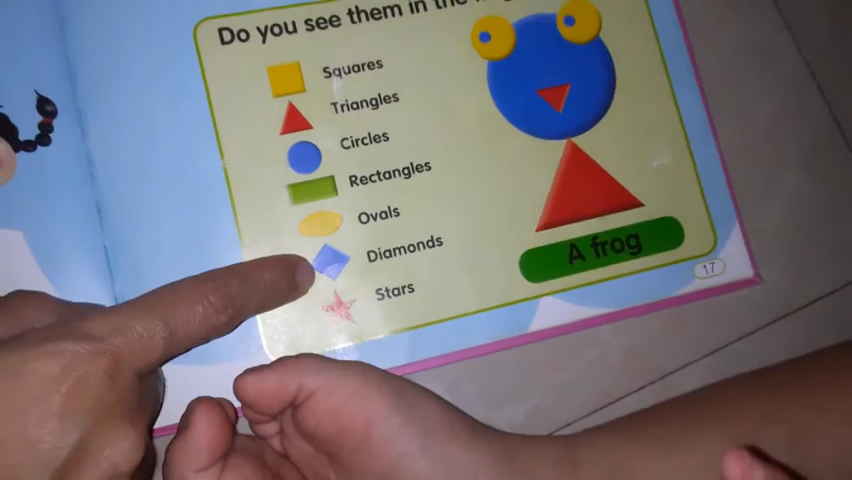 Do you see them in the
Squares
Triangles
Circles
Rectangles
Ovals
Diamonds
Stars
A frog
17